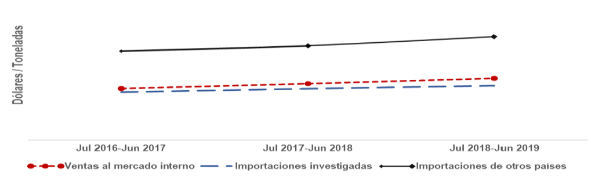 Dólares / Toneladas
Jul 2016-Jun 2017 Jul 2017-Jun 2018 Jul 2018-Jun 2019
Ventas al mercado interno Importaciones investigadas Importaciones de otros países